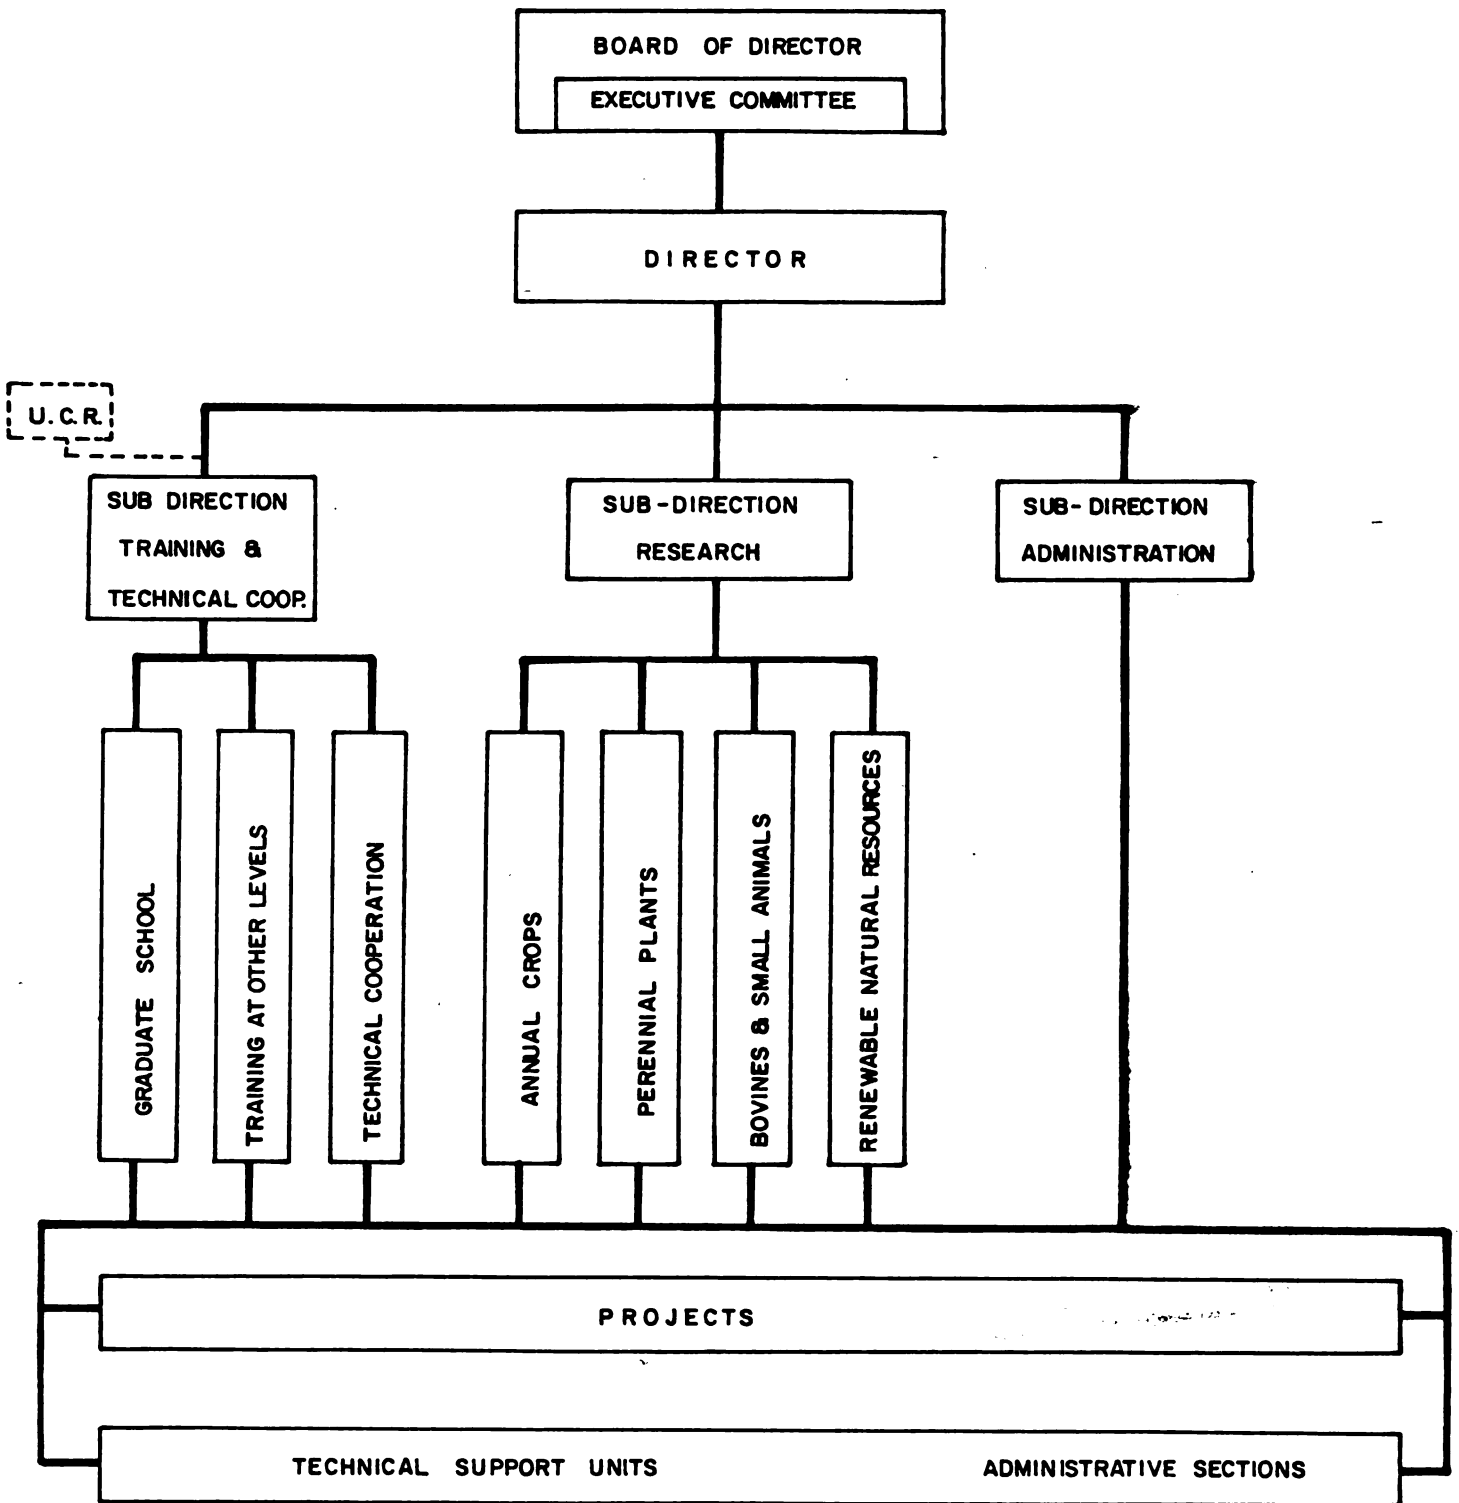 BOARD OF DIRECTOR
EXECUTIVE COMMITTEE
DIRECTOR
U.C.R.
SUB DIRECTION
TRAINING &
TECHNICAL COOP.
SUB-DIRECTION
RESEARCH
SUB-DIRECTION
ADMINISTRATION
GRADUATE SCHOOL
TRAINING AT OTHER LEVELS
TECHNICAL COOPERATION
ANNUAL CROPS
PERENNIAL PLANTS
BOVINES & SMALL ANIMALS
RENEWABLE NATURAL RESOURCES
PROJECTS
TECHNICAL SUPPORT UNITS
ADMINISTRATIVE SECTIONS